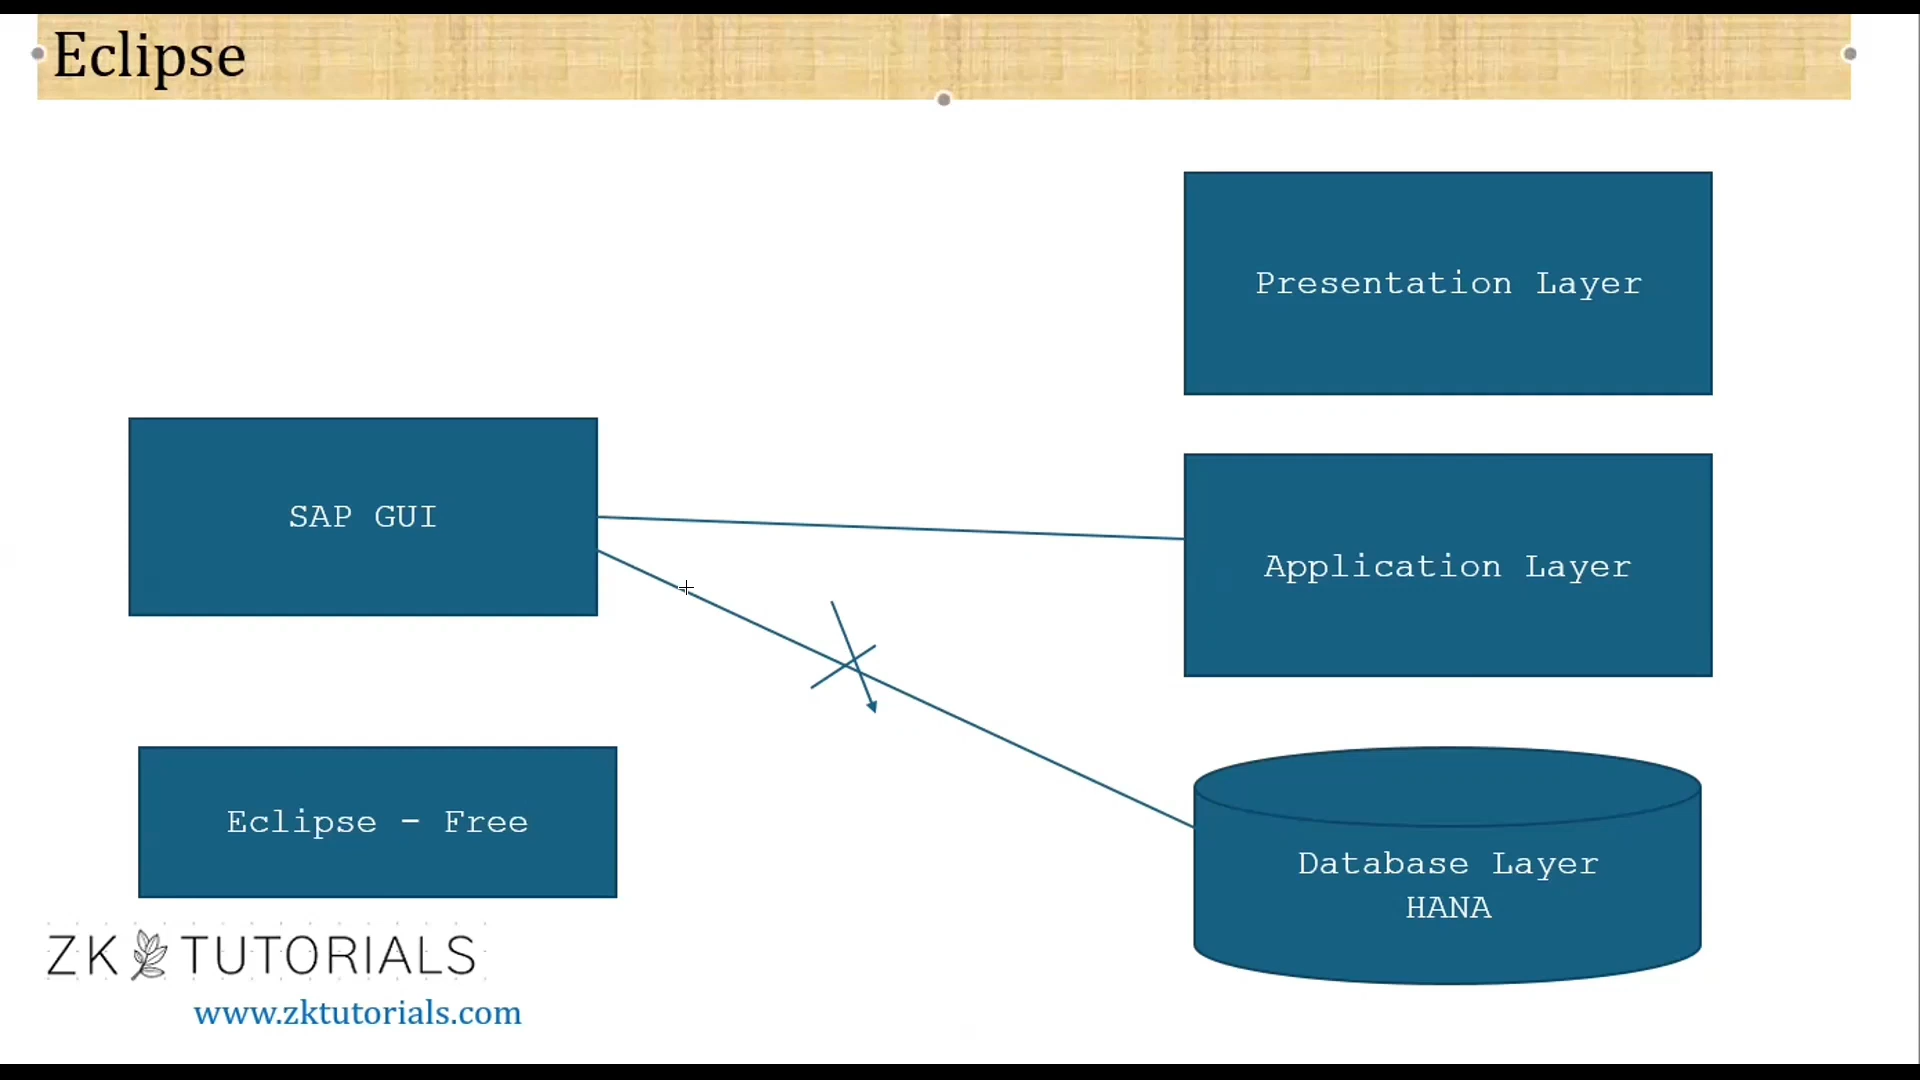 Eclipse
Presentation Layer
SAP GUI
Application Layer
Eclipse - Free
Database Layer
HANA
ZK TUTORIALS
www.zktutorials.com